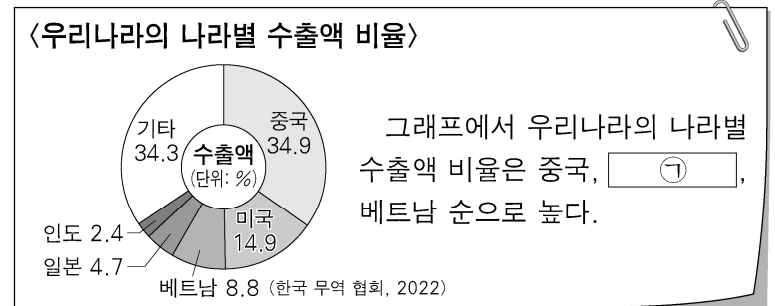 〈우리나라의 나라별 수출액 비율〉
기타
34.3
수출액
(단위: %)
중국
34.9
인도 2.4
일본 4.7
미국
14.9
베트남 8.8 (한국 무역 협회, 2022)
그래프에서 우리나라의 나라별
수출액 비율은 중국, ㉠,
베트남 순으로 높다.